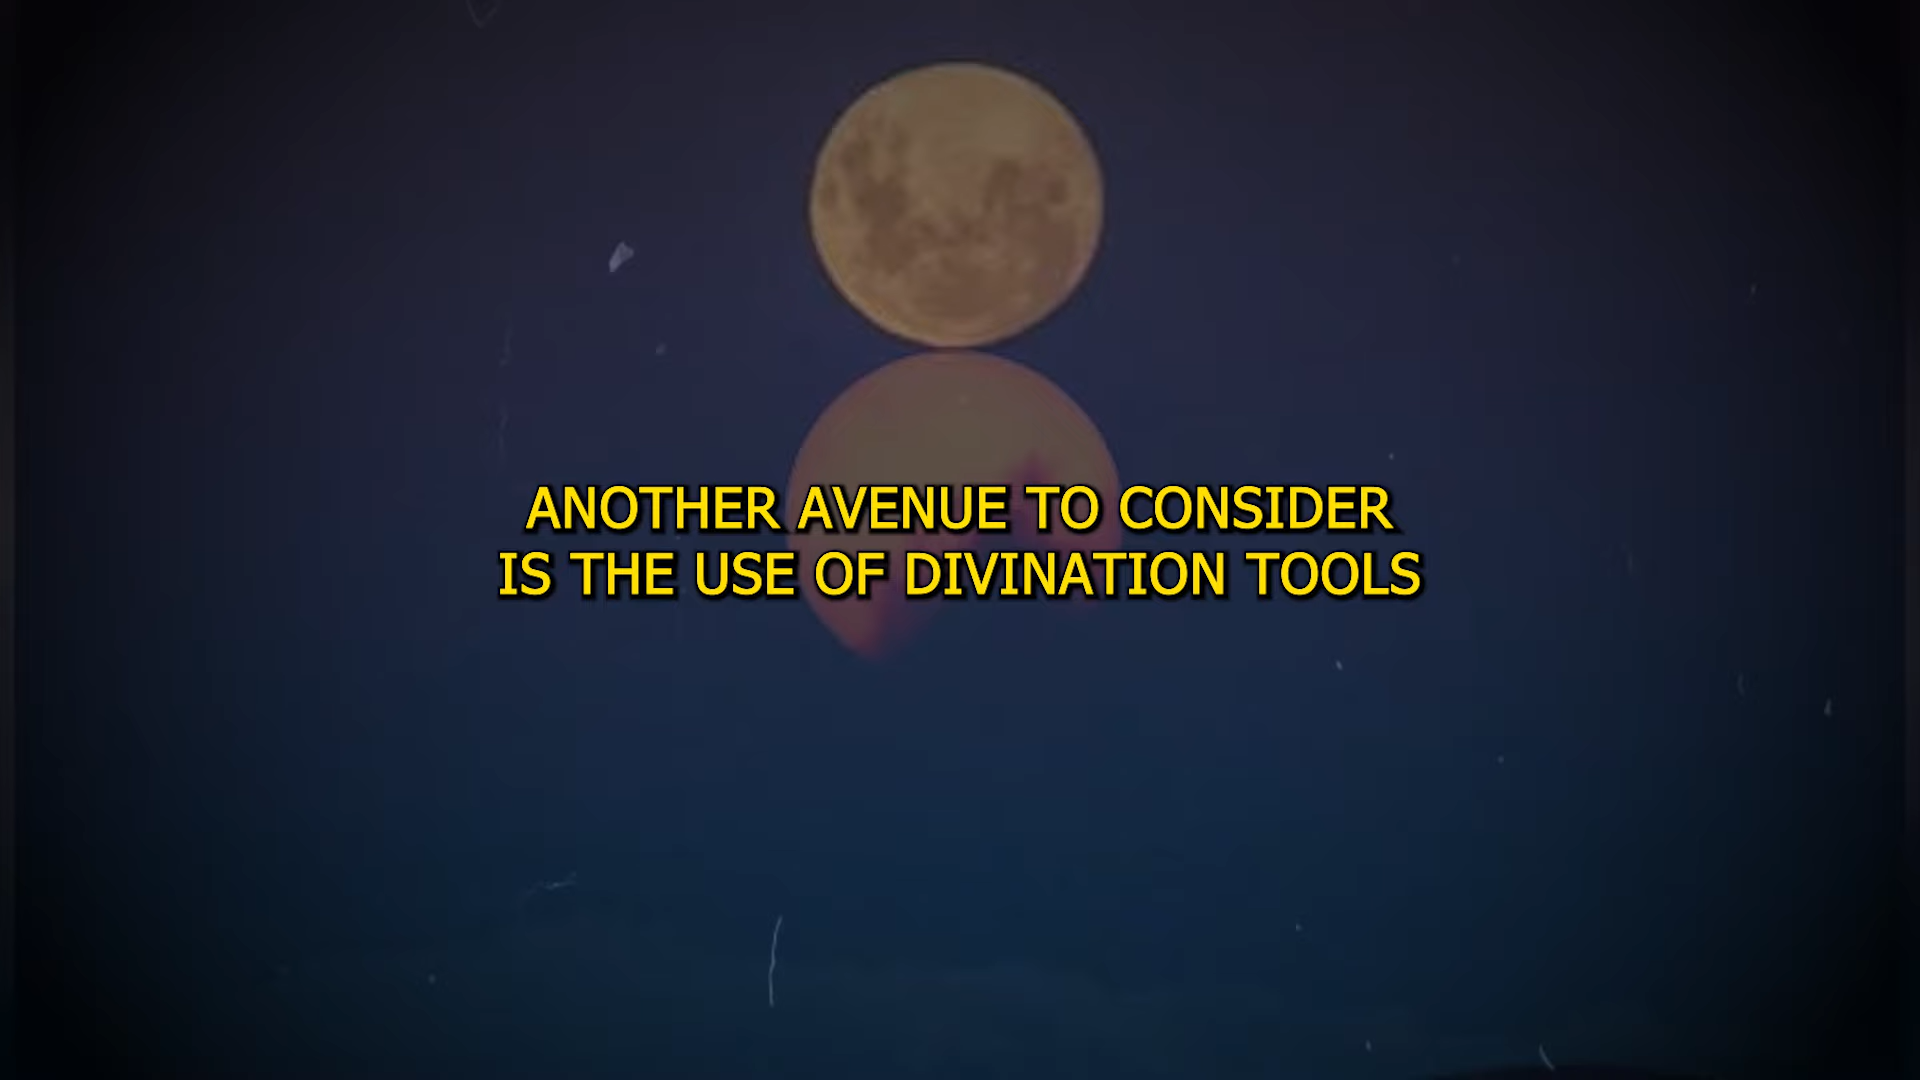 ANOTHER AVENUE TO CONSIDER
IS THE USE OF DIVINATION TOOLS